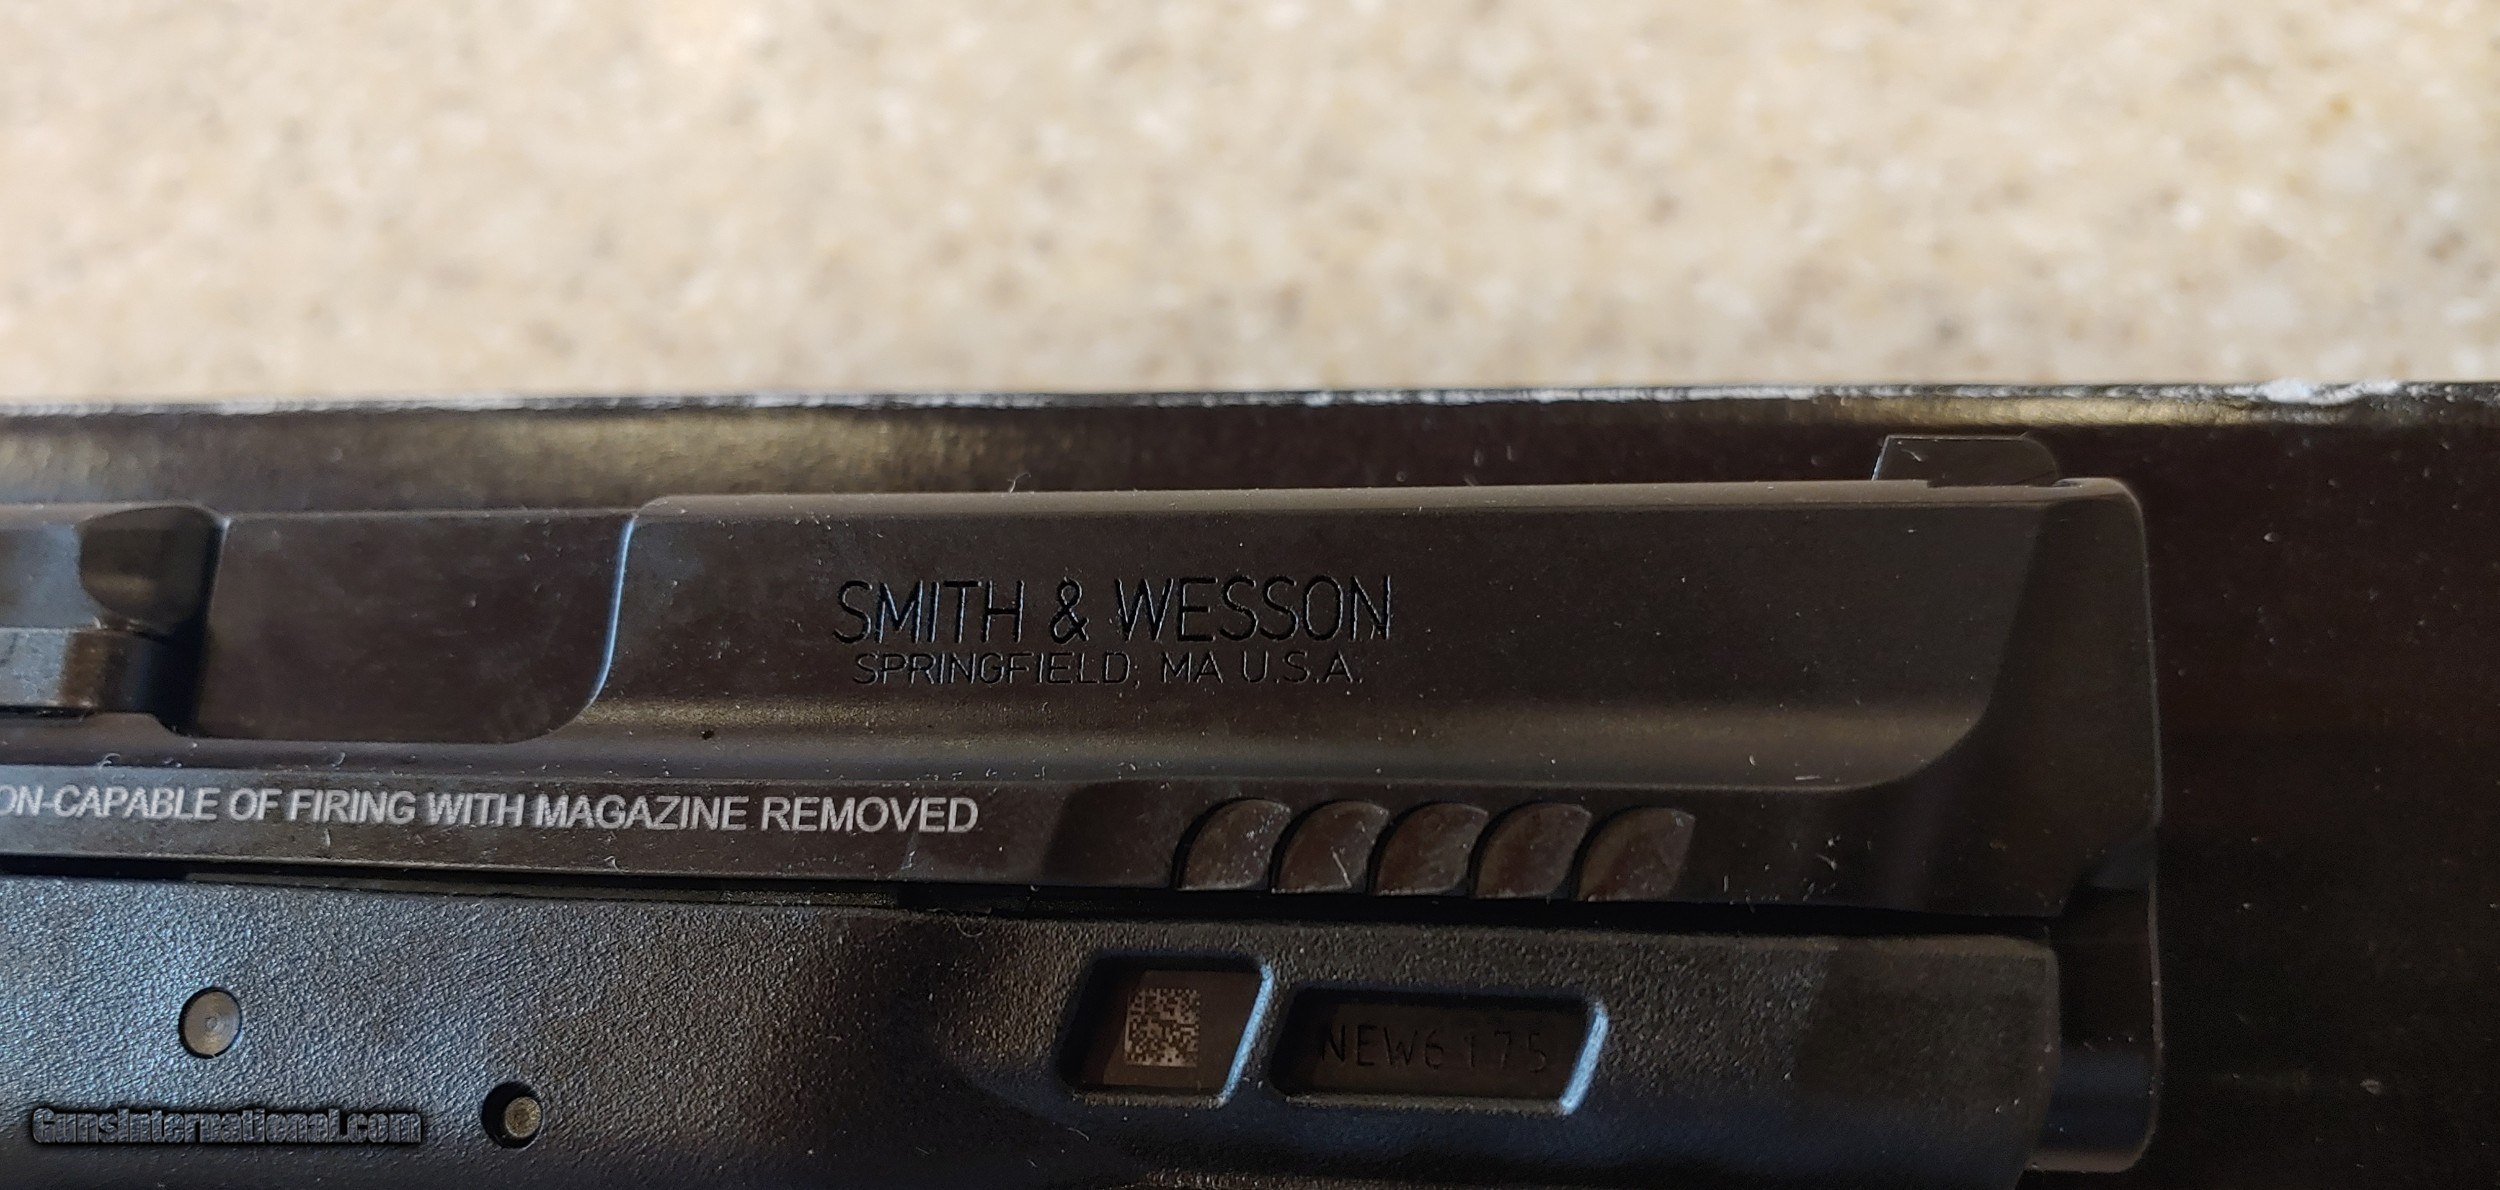 SMITH & WESSON
SPRINGFIELD, MA U.S.A.
ON-CAPABLE OF FIRING WITH MAGAZINE REMOVED
NEW6175
GunsInternational.com